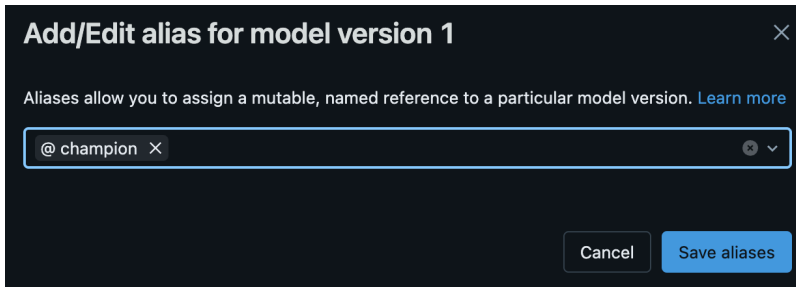 Add/Edit alias for model version 1
Aliases allow you to assign a mutable, named reference to a particular model version. Learn more
@ champion
Cancel
Save aliases